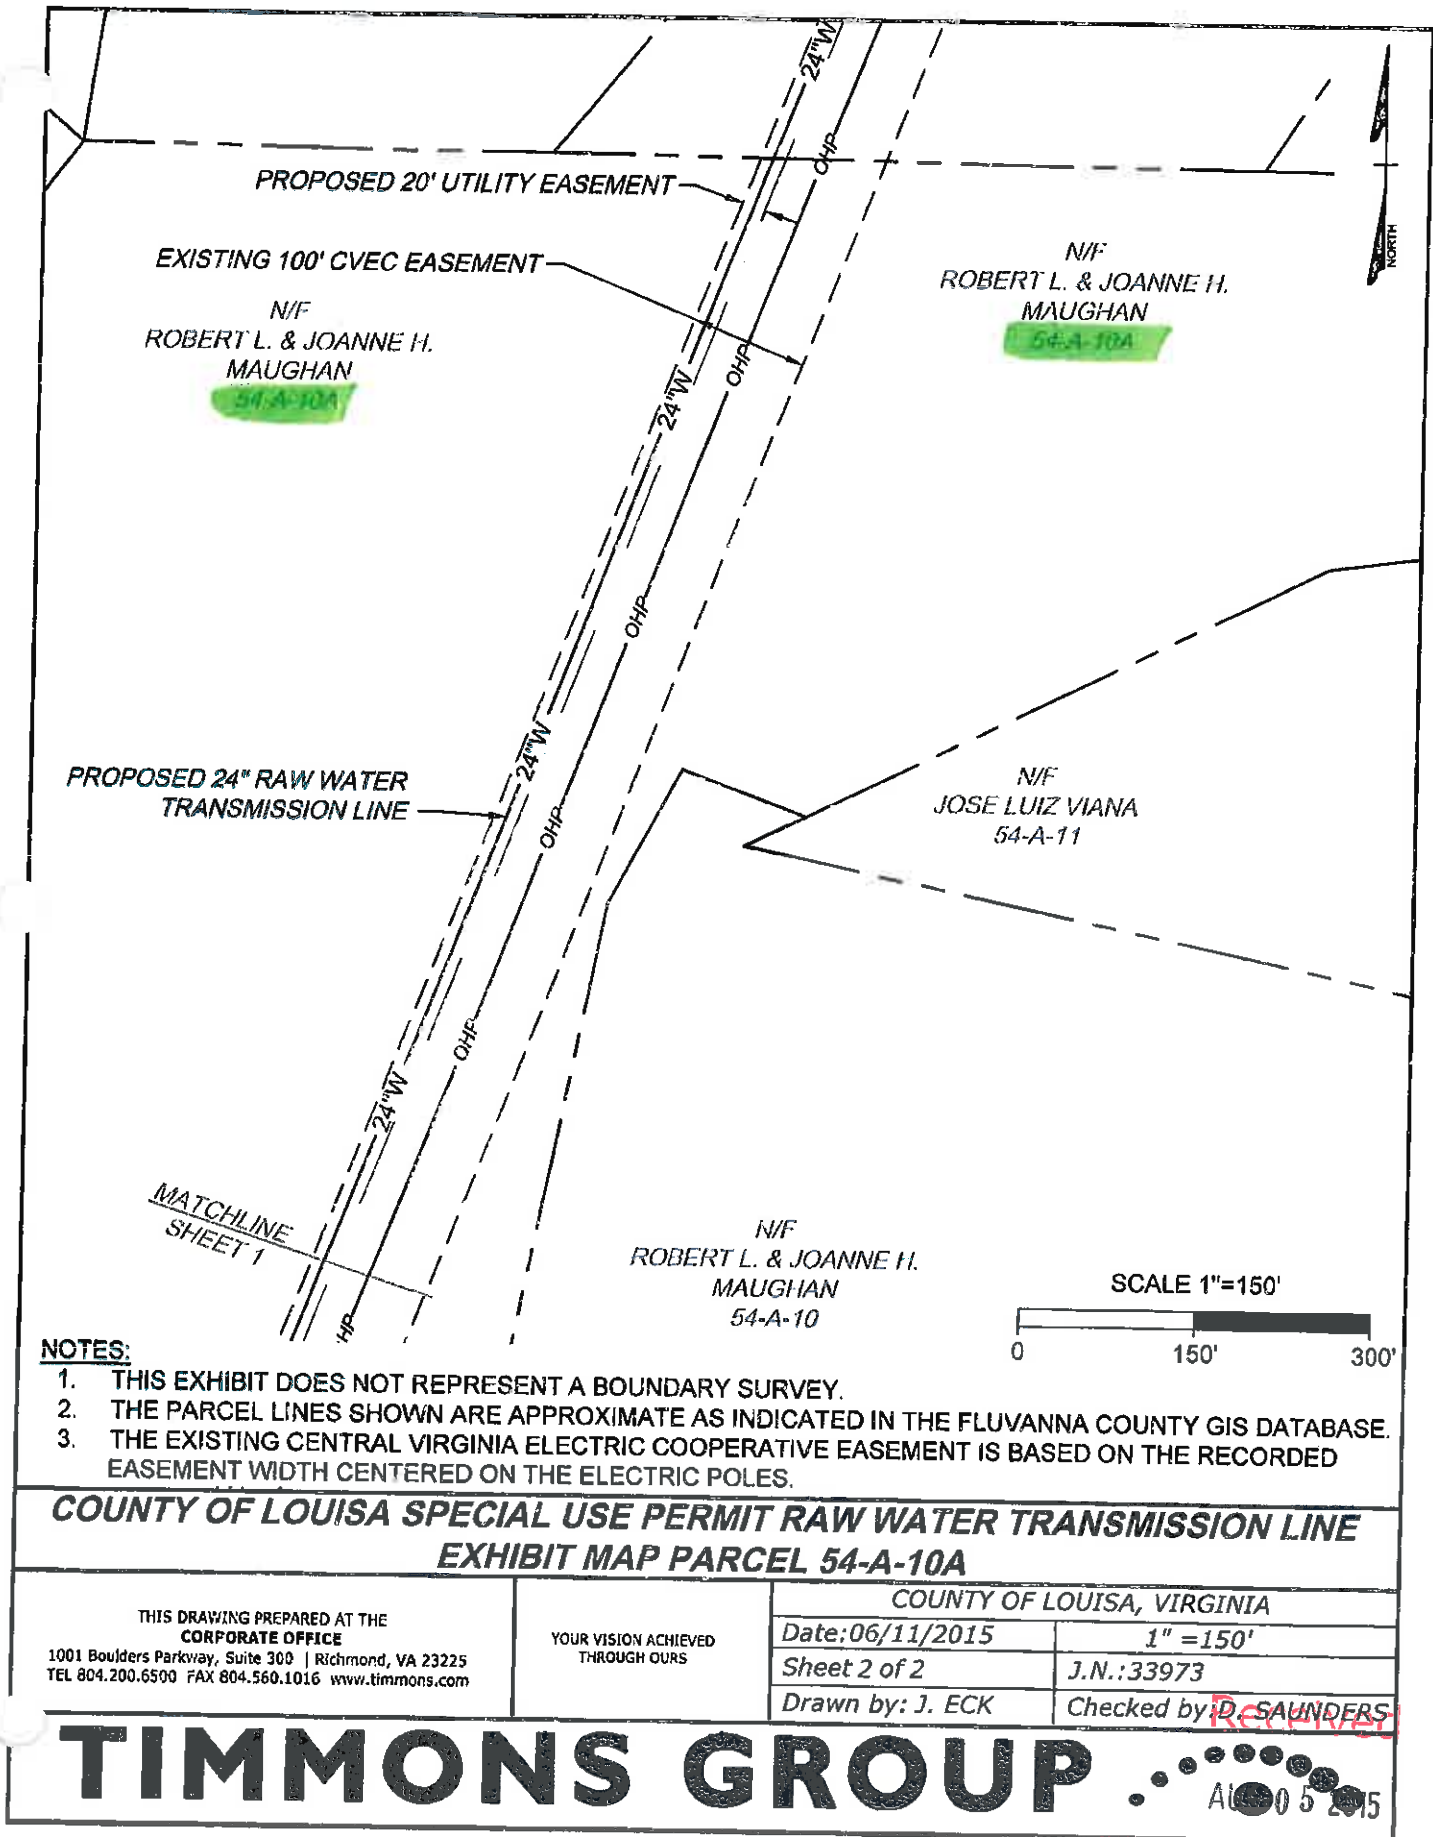 24"W
OHP
PROPOSED 20' UTILITY EASEMENT
EXISTING 100' CVEC EASEMENT
NORTH
N/F
ROBERT L. & JOANNE H.
MAUGHAN
54-A-10A
N/F
ROBERT L. & JOANNE H.
MAUGHAN
54-A-10A
24"W
OHP
OHP
24"W
PROPOSED 24" RAW WATER
TRANSMISSION LINE
OHP
N/F
JOSE LUIZ VIANA
54-A-11
OHP
24"W
MATCHLINE
SHEET 1
HP
N/F
ROBERT L. & JOANNE H.
MAUGHAN
54-A-10
SCALE 1"=150'
0 150' 300'
NOTES:
1. THIS EXHIBIT DOES NOT REPRESENT A BOUNDARY SURVEY.
2. THE PARCEL LINES SHOWN ARE APPROXIMATE AS INDICATED IN THE FLUVANNA COUNTY GIS DATABASE.
3. THE EXISTING CENTRAL VIRGINIA ELECTRIC COOPERATIVE EASEMENT IS BASED ON THE RECORDED
EASEMENT WIDTH CENTERED ON THE ELECTRIC POLES.
COUNTY OF LOUISA SPECIAL USE PERMIT RAW WATER TRANSMISSION LINE
EXHIBIT MAP PARCEL 54-A-10A
THIS DRAWING PREPARED AT THE
CORPORATE OFFICE
1001 Boulders Parkway, Suite 300 | Richmond, VA 23225
TEL 804.200.6500 FAX 804.560.1016 www.timmons.com
YOUR VISION ACHIEVED
THROUGH OURS
COUNTY OF LOUISA, VIRGINIA
Date:06/11/2015 1" =150'
Sheet 2 of 2 J.N.:33973
Drawn by: J. ECK Checked by:D. SAUNDERS
Received
TIMMONS GROUP
AUG 05 2015